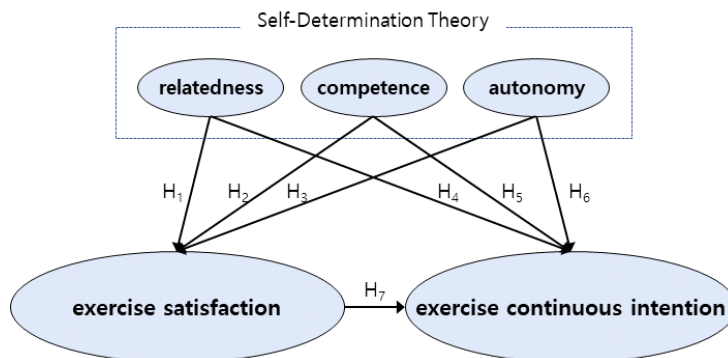 Self-Determination Theory
relatedness competence autonomy
H1 H2 H3 H4 H5 H6
exercise satisfaction H7 exercise continuous intention